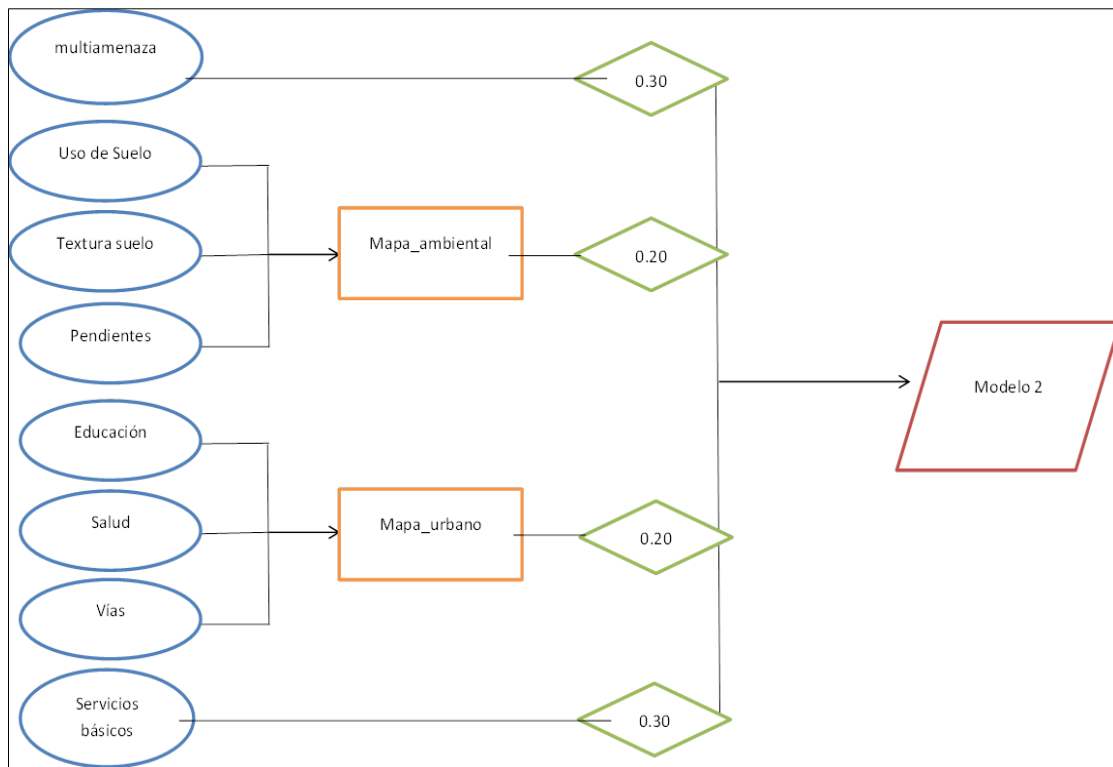 multiamenaza
0.30
Uso de Suelo
Textura suelo
Mapa_ambiental
0.20
Pendientes
Modelo 2
Educación
Salud
Mapa_urbano
0.20
Vías
Servicios
básicos
0.30